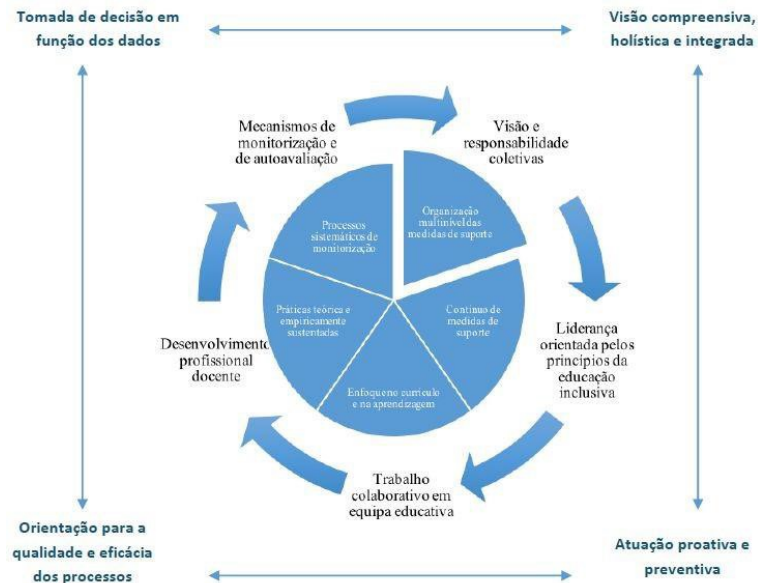 Tomada de decisão em
função dos dados
Visão compreensiva,
holística e integrada
Mecanismos de
monitorização e
de autoavaliação
Visão e
responsabilidade
coletivas
Processos
sistemáticos de
monitorização
Organização
multinível das
medidas de suporte
Práticas teórica e
empiricamente
sustentadas
Contínuo de
medidas de
suporte
Desenvolvimento
profissional
docente
Liderança
orientada pelos
princípios da
educação
inclusiva
Enfoque no currículo
e na aprendizagem
Trabalho
colaborativo em
equipa educativa
Orientação para a
qualidade e eficácia
dos processos
Atuação proativa e
preventiva